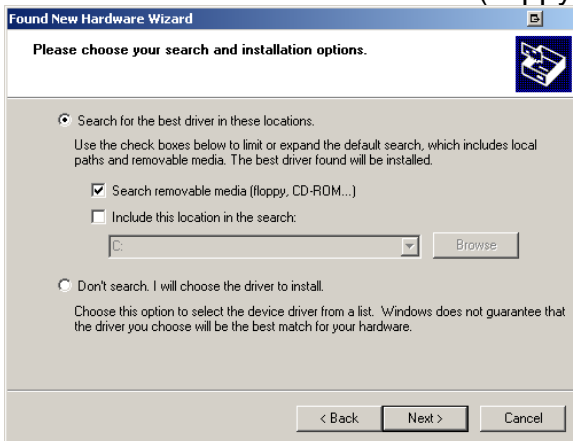 Found New Hardware Wizard
Please choose your search and installation options.
Search for the best driver in these locations.
Use the check boxes below to limit or expand the default search, which includes local
paths and removable media. The best driver found will be installed.
Search removable media (floppy, CD-ROM...)
Include this location in the search:
C:
Browse
Don't search. I will choose the driver to install.
Choose this option to select the device driver from a list. Windows does not guarantee that
the driver you choose will be the best match for your hardware.
< Back
Next >
Cancel